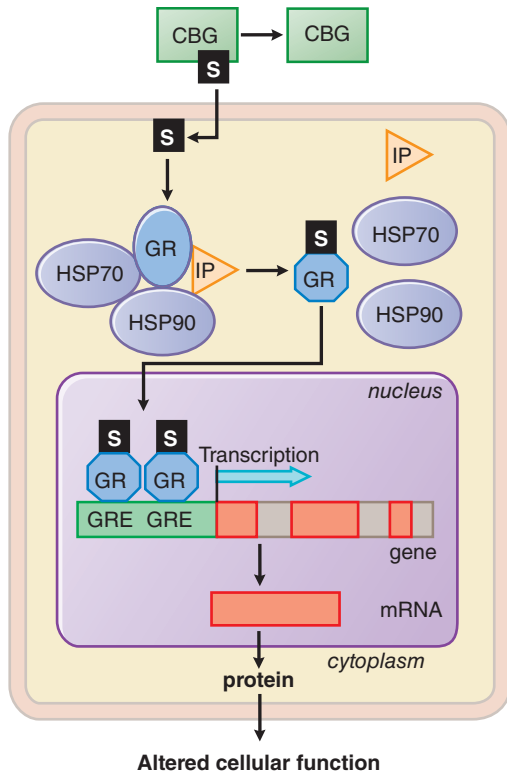 CBG
CBG
S
S
IP
GR
HSP70
IP
HSP90
S
GR
HSP70
HSP90
nucleus
S
S
GR
GR
Transcription
GRE
GRE
gene
mRNA
cytoplasm
protein
Altered cellular function